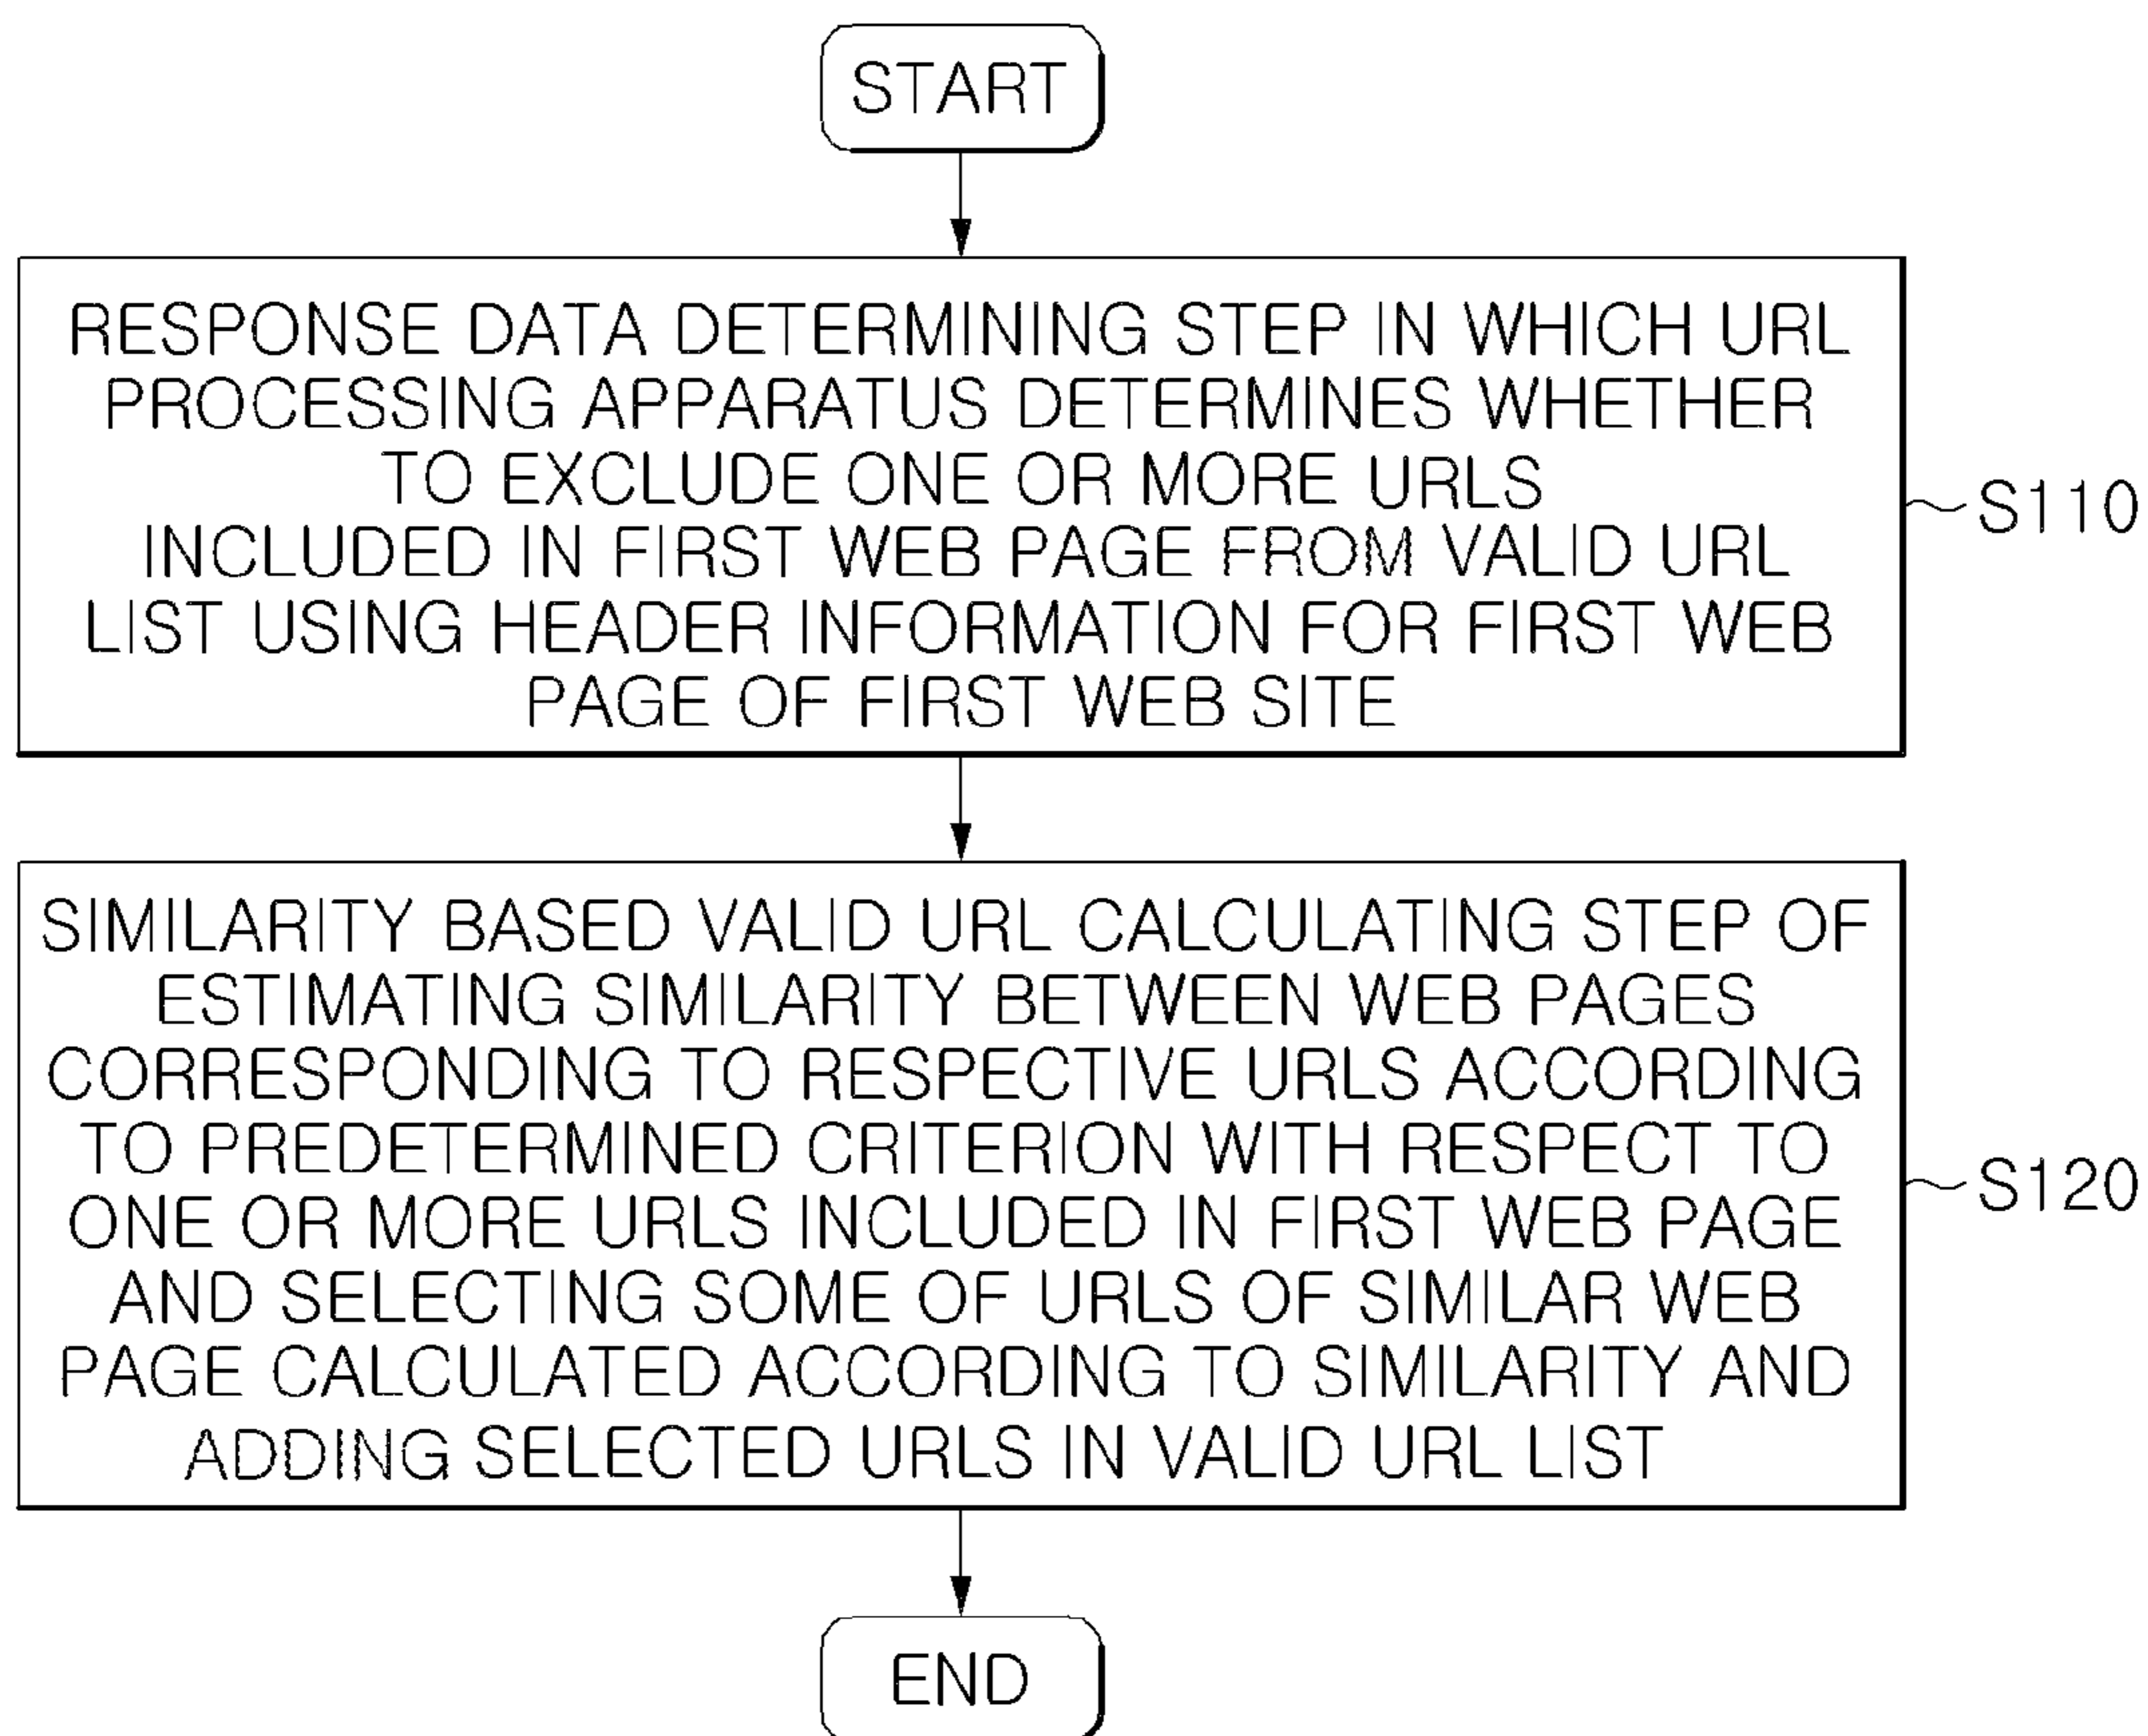 START
RESPONSE DATA DETERMINING STEP IN WHICH URL
PROCESSING APPARATUS DETERMINES WHETHER
TO EXCLUDE ONE OR MORE URLS
INCLUDED IN FIRST WEB PAGE FROM VALID URL
LIST USING HEADER INFORMATION FOR FIRST WEB
PAGE OF FIRST WEB SITE
S110
SIMILARITY BASED VALID URL CALCULATING STEP OF
ESTIMATING SIMILARITY BETWEEN WEB PAGES
CORRESPONDING TO RESPECTIVE URLS ACCORDING
TO PREDETERMINED CRITERION WITH RESPECT TO
ONE OR MORE URLS INCLUDED IN FIRST WEB PAGE
AND SELECTING SOME OF URLS OF SIMILAR WEB
PAGE CALCULATED ACCORDING TO SIMILARITY AND
ADDING SELECTED URLS IN VALID URL LIST
S120
END